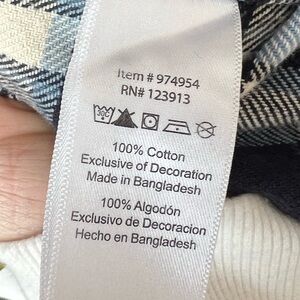 Item # 974954
RN# 123913
30C
100% Cotton
Exclusive of Decoration
Made in Bangladesh
100% Algodón
Exclusivo de Decoracion
Hecho en Bangladesh